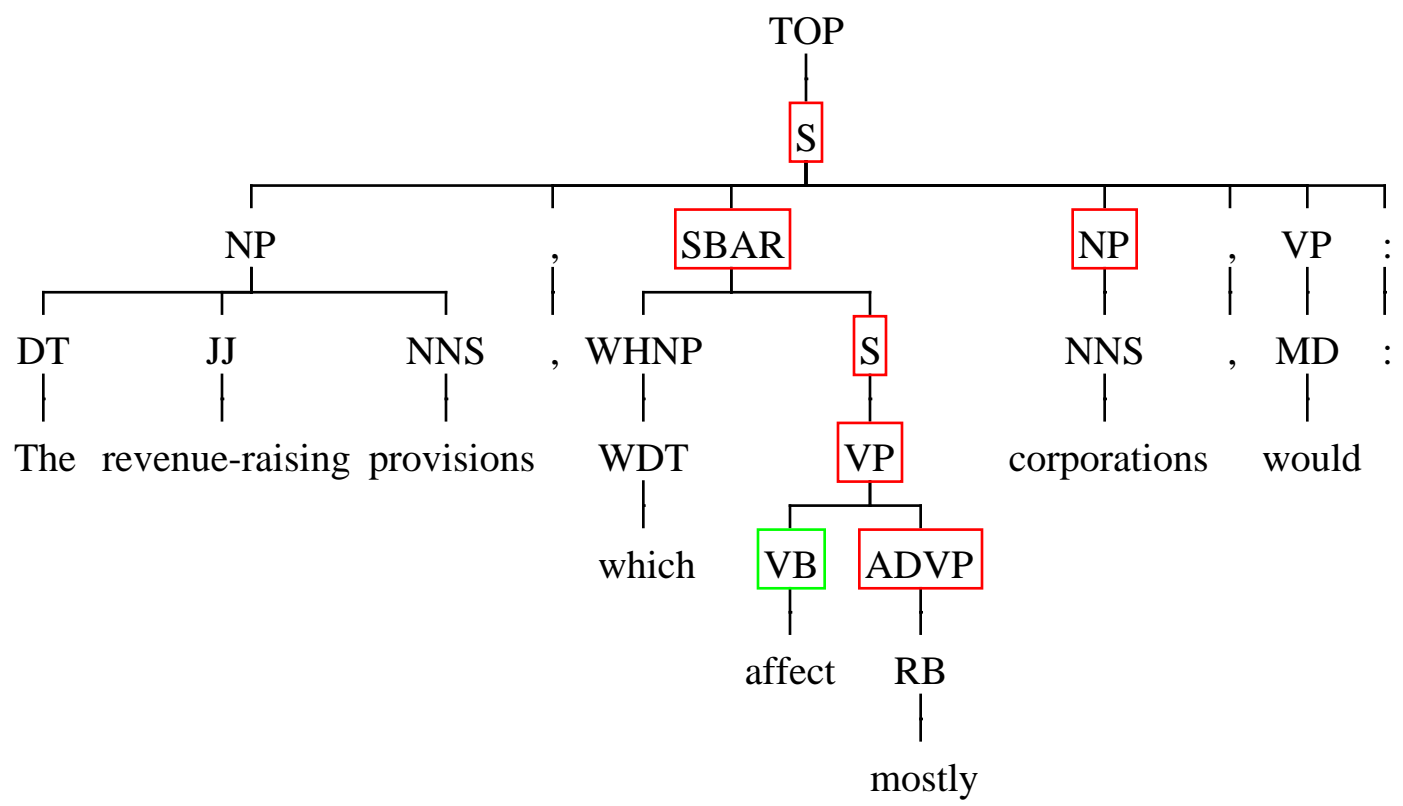 TOP
S
NP , SBAR NP , VP :
DT JJ NNS , WHNP S NNS , MD :
The revenue-raising provisions WDT VP corporations would
which VB ADVP
affect RB
mostly